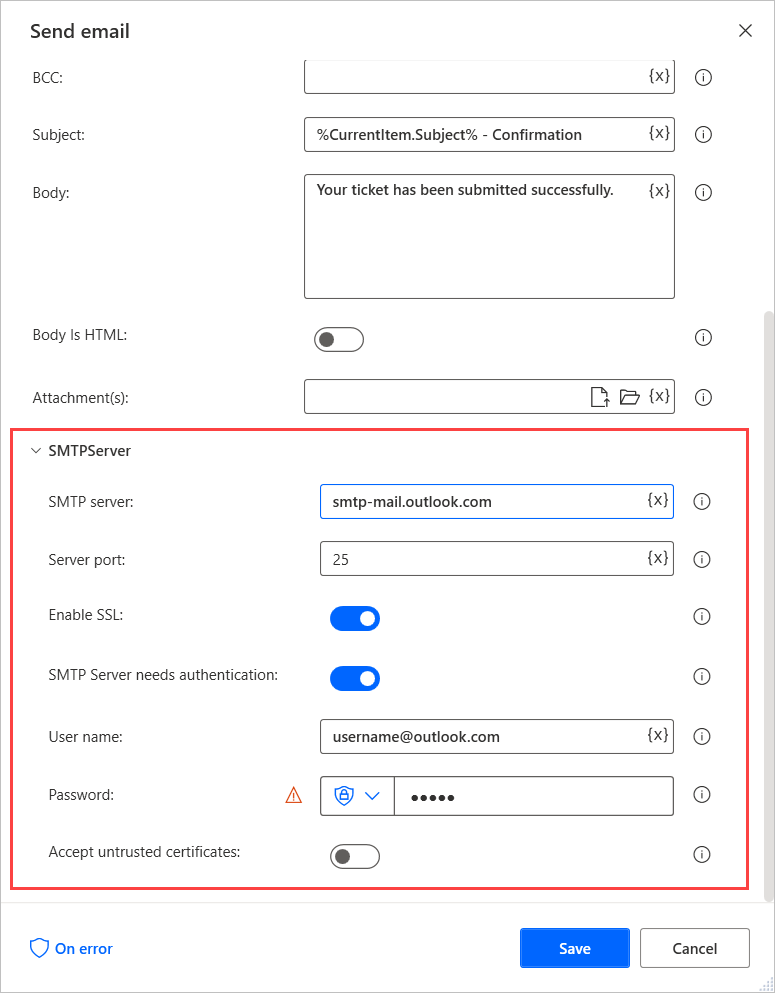 Send email
BCC:
{x}
Subject:
%CurrentItem.Subject% - Confirmation
{x}
Body:
Your ticket has been submitted successfully.
{x}
Body Is HTML:
Attachment(s):
{x}
SMTPServer
SMTP server:
smtp-mail.outlook.com
{x}
Server port:
25
{x}
Enable SSL:
SMTP Server needs authentication:
User name:
username@outlook.com
{x}
Password:
●●●●●
Accept untrusted certificates:
On error
Save
Cancel